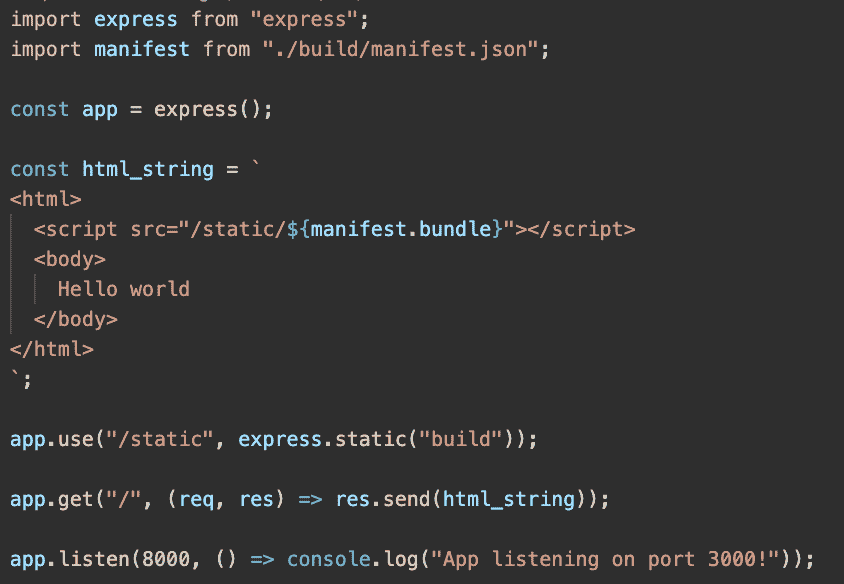 import express from "express";
import manifest from "./build/manifest.json";
const app = express();
const html_string = `
<html>
  <script src="/static/${manifest.bundle}"></script>
  <body>
    Hello world
  </body>
</html>
`;
app.use("/static", express.static("build"));
app.get("/", (req, res) => res.send(html_string));
app.listen(8000, () => console.log("App listening on port 3000!"));